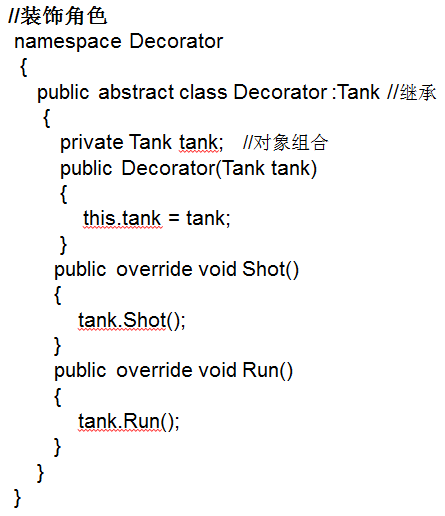 //装饰角色
namespace Decorator
{
public abstract class Decorator :Tank //继承
{
private Tank tank; //对象组合
public Decorator(Tank tank)
{
this.tank = tank;
}
public override void Shot()
{
tank.Shot();
}
public override void Run()
{
tank.Run();
}
}
}